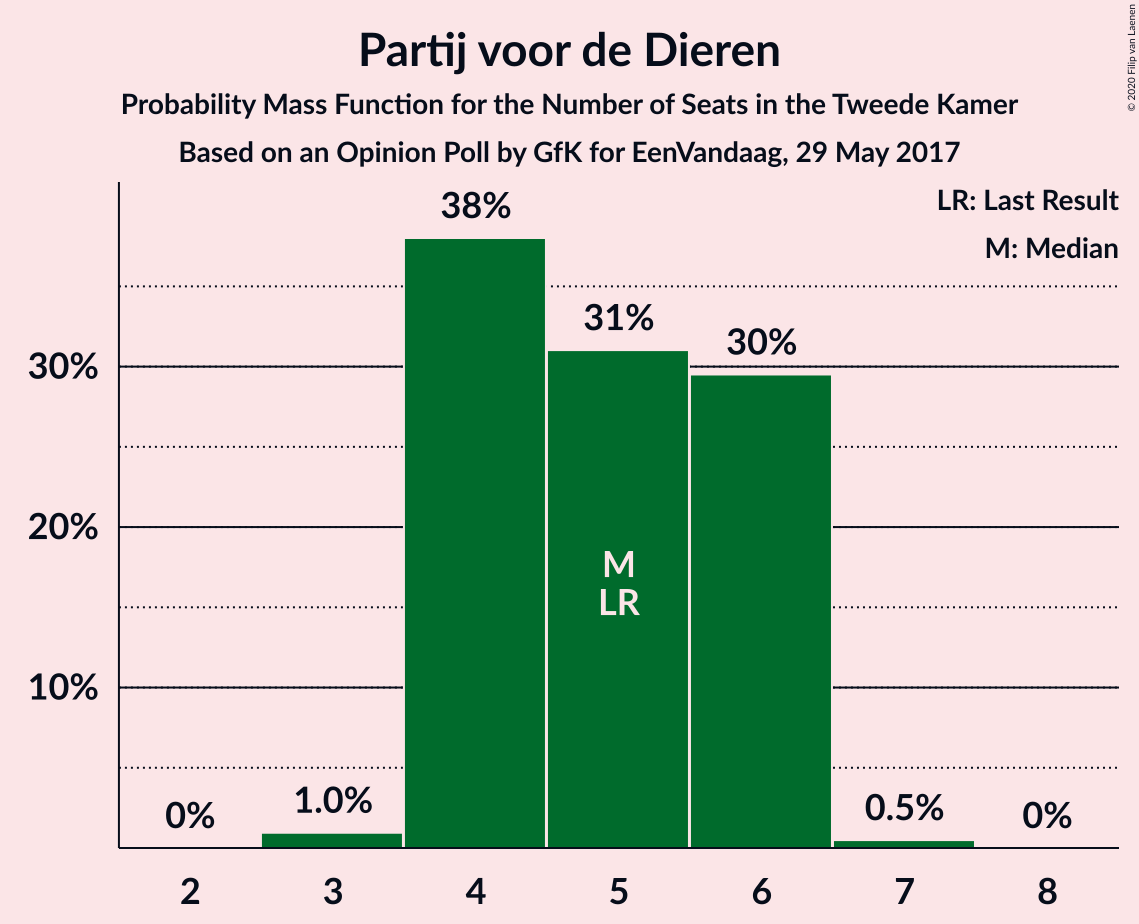 Partij voor de Dieren
Probability Mass Function for the Number of Seats in the Tweede Kamer
Based on an Opinion Poll by GfK for EenVandaag, 29 May 2017
© 2020 Filip van Laenen
LR: Last Result
M: Median
38%
31%
30%
30%
20%
10%
M
LR
0%
1.0%
0.5%
0%
2 3 4 5 6 7 8